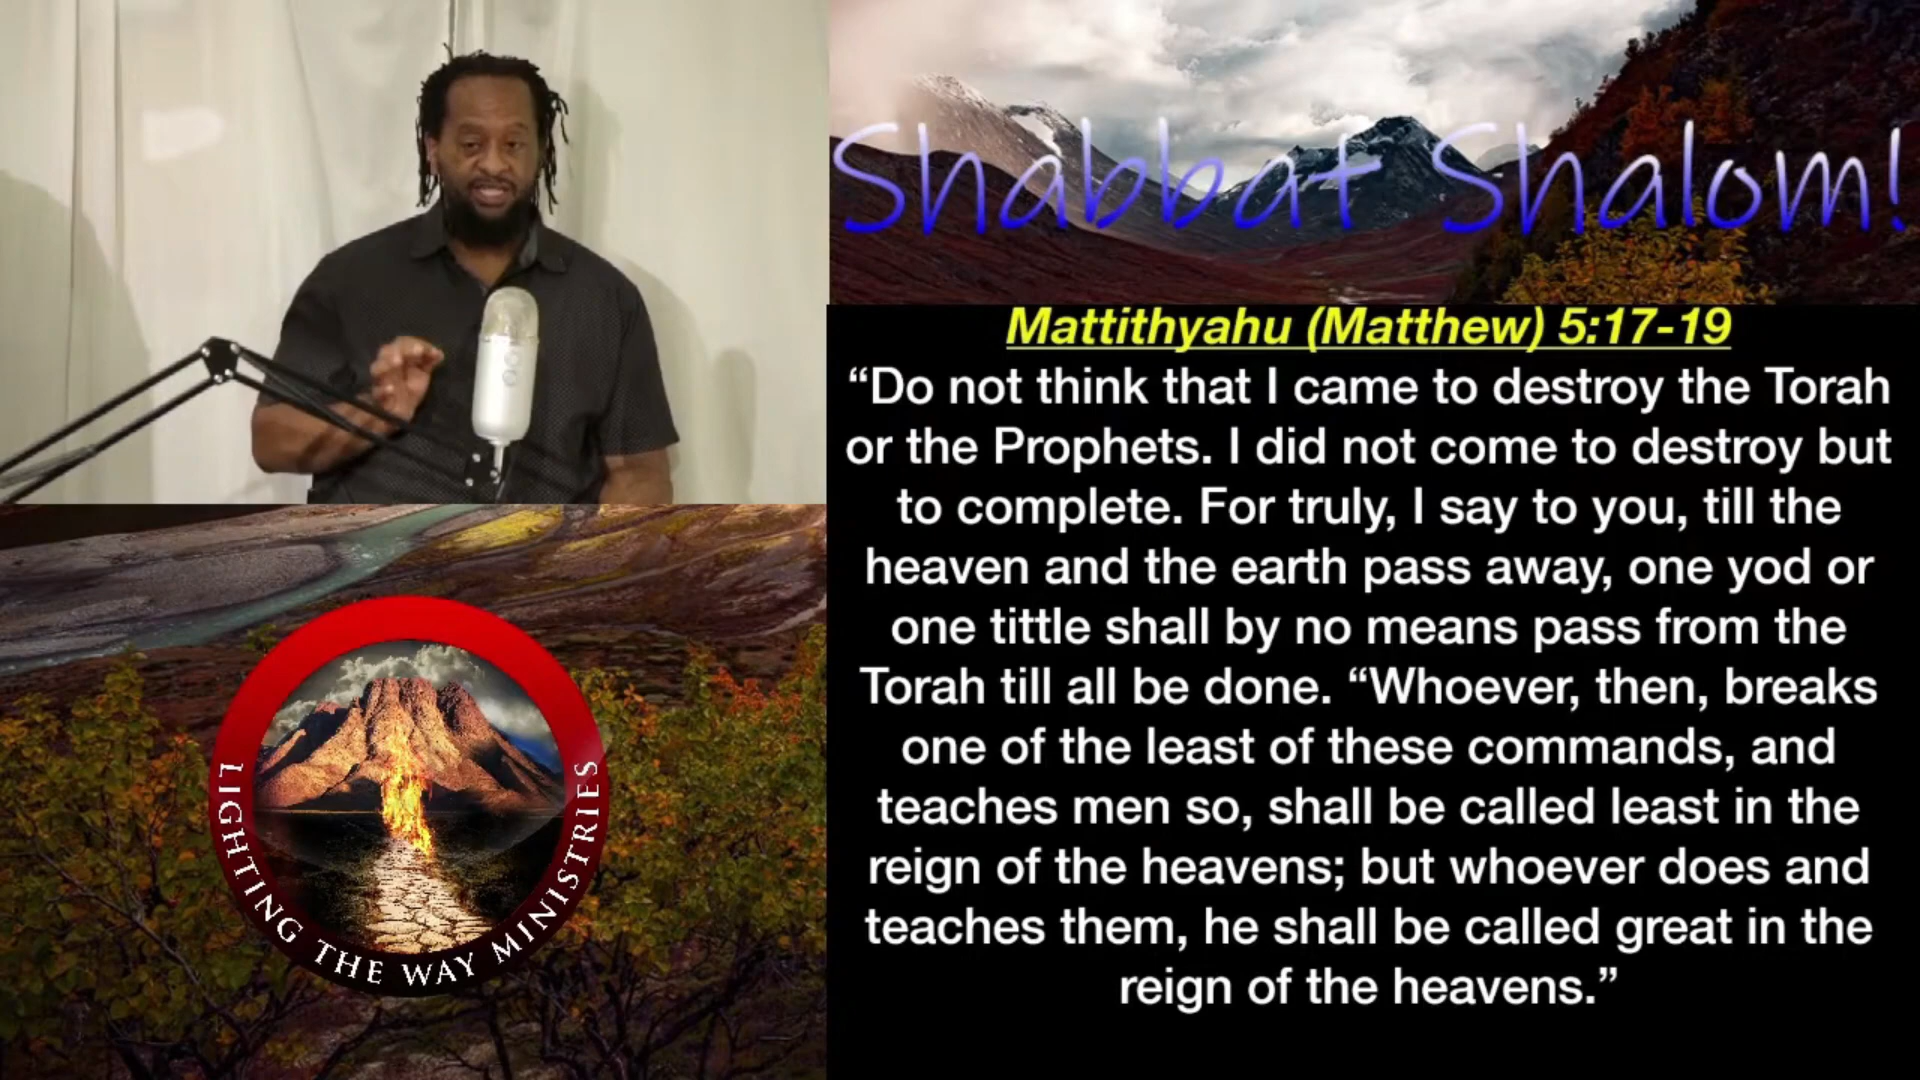 Shabbat Shalom!
Mattithyahu (Matthew) 5:17-19
“Do not think that I came to destroy the Torah
or the Prophets. I did not come to destroy but
to complete. For truly, I say to you, till the
heaven and the earth pass away, one yod or
one tittle shall by no means pass from the
Torah till all be done. “Whoever, then, breaks
one of the least of these commands, and
teaches men so, shall be called least in the
reign of the heavens; but whoever does and
teaches them, he shall be called great in the
reign of the heavens.”
LIGHTING THE WAY MINISTRIES